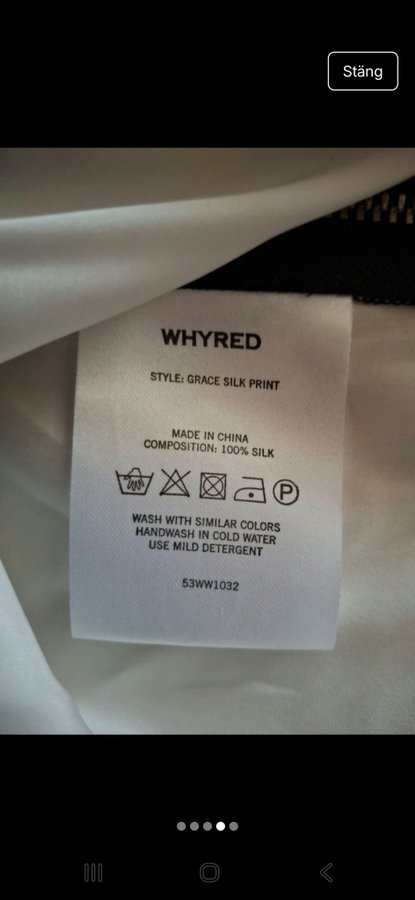 Stäng
WHYRED
STYLE: GRACE SILK PRINT
MADE IN CHINA
COMPOSITION: 100% SILK
P
WASH WITH SIMILAR COLORS
HANDWASH IN COLD WATER
USE MILD DETERGENT
53WW1032